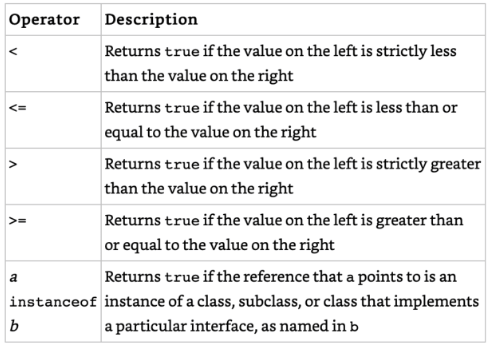 Operator Description
< Returns true if the value on the left is strictly less
than the value on the right
<= Returns true if the value on the left is less than or
equal to the value on the right
> Returns true if the value on the left is strictly greater
than the value on the right
>= Returns true if the value on the left is greater than
or equal to the value on the right
a Returns true if the reference that a points to is an
instanceof instance of a class, subclass, or class that implements
b a particular interface, as named in b